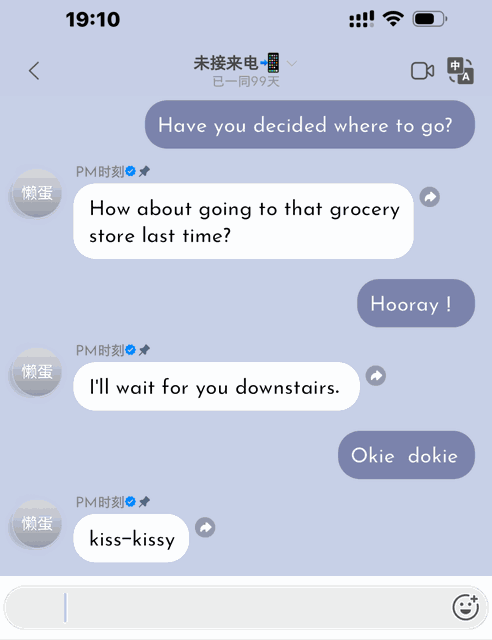 19:10
未接来电📲
已一同99天
中
A
Have you decided where to go?
PM时刻
懒蛋
How about going to that grocery
store last time?
Hooray !
PM时刻
懒蛋
I'll wait for you downstairs.
Okie dokie
PM时刻
懒蛋
kiss-kissy